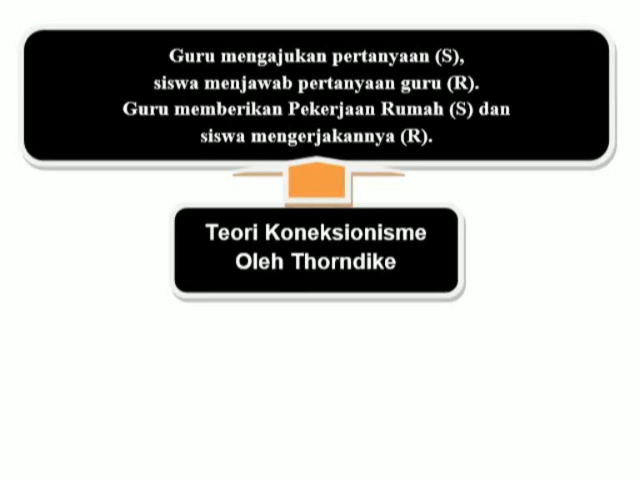 Guru mengajukan pertanyaan (S),
siswa menjawab pertanyaan guru (R).
Guru memberikan Pekerjaan Rumah (S) dan
siswa mengerjakannya (R).
Teori Koneksionisme
Oleh Thorndike